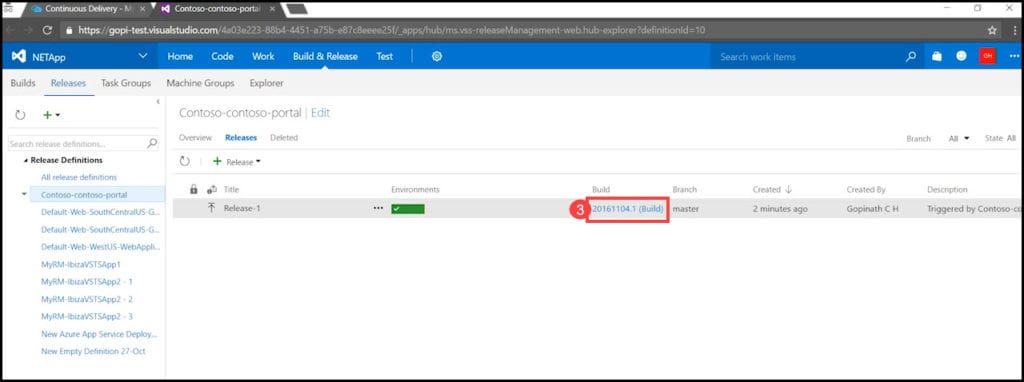 Continuous Delivery - M
Contoso-contoso-portal
https://gopi-test.visualstudio.com/4a03e223-88b4-4451-a75b-e87c8eeee25f/_apps/hub/ms.vss-releaseManagement-web.hub-explorer?definitionId=10
NETApp Home Code Work Build & Release Test Search work items GH
Builds Releases Task Groups Machine Groups Explorer
Contoso-contoso-portal | Edit
Overview Releases Deleted Branch All State All
Search release definitions...
Release
Release Definitions
All release definitions
Contoso-contoso-portal
Title Environments Build Branch Created Created By Description
Release-1 ••• 3 20161104.1 (Build) master 2 minutes ago Gopinath C H Triggered by Contoso-co
Default-Web-SouthCentralUS-G...
Default-Web-SouthCentralUS-G...
Default-Web-WestUS-WebAppli...
MyRM-IbizaVSTSApp1
MyRM-IbizaVSTSApp2 - 1
MyRM-IbizaVSTSApp2 - 2
MyRM-IbizaVSTSApp2 - 3
New Azure App Service Deploy...
New Empty Definition 27-Oct